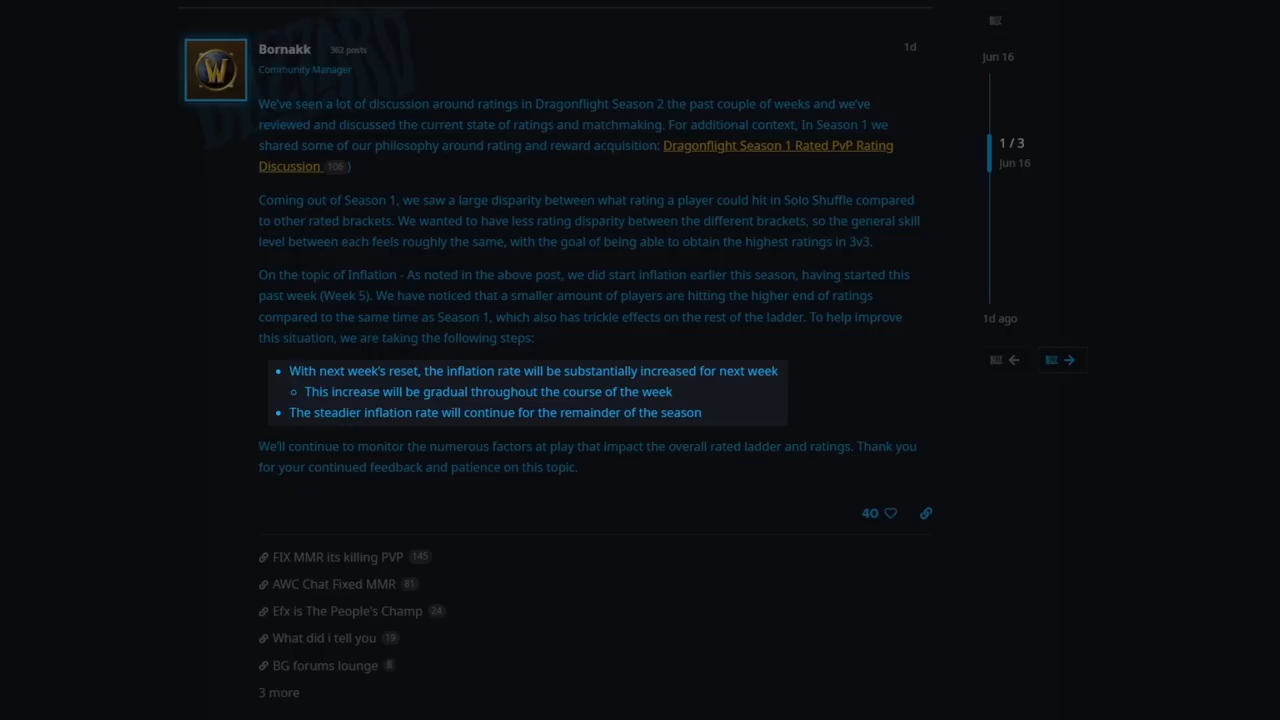 Bornakk 362 posts 1d
Community Manager
We've seen a lot of discussion around ratings in Dragonflight Season 2 the past couple of weeks and we've
reviewed and discussed the current state of ratings and matchmaking. For additional context, In Season 1 we
shared some of our philosophy around rating and reward acquisition: Dragonflight Season 1 Rated PvP Rating
Discussion 106 )
Coming out of Season 1, we saw a large disparity between what rating a player could hit in Solo Shuffle compared
to other rated brackets. We wanted to have less rating disparity between the different brackets, so the general skill
level between each feels roughly the same, with the goal of being able to obtain the highest ratings in 3v3.
On the topic of Inflation - As noted in the above post, we did start inflation earlier this season, having started this
past week (Week 5). We have noticed that a smaller amount of players are hitting the higher end of ratings
compared to the same time as Season 1, which also has trickle effects on the rest of the ladder. To help improve
this situation, we are taking the following steps:
• With next week's reset, the inflation rate will be substantially increased for next week
○ This increase will be gradual throughout the course of the week
• The steadier inflation rate will continue for the remainder of the season
We'll continue to monitor the numerous factors at play that impact the overall rated ladder and ratings. Thank you
for your continued feedback and patience on this topic.
40
FIX MMR its killing PVP 145
AWC Chat Fixed MMR 81
Efx is The People's Champ 24
What did i tell you 19
BG forums lounge 8
3 more
Jun 16
1 / 3
Jun 16
1d ago